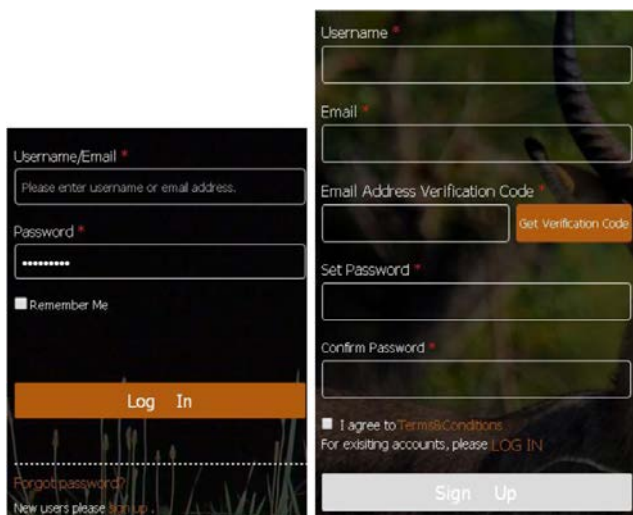 Username/Email *
Please enter username or email address.
Password *
•••••••••
Remember Me
Log In
Forgot password?
New users please sign up.
Username *
Email *
Email Address Verification Code *
Get Verification Code
Set Password *
Confirm Password *
I agree to Terms&Conditions
For exisiting accounts, please LOG IN
Sign Up